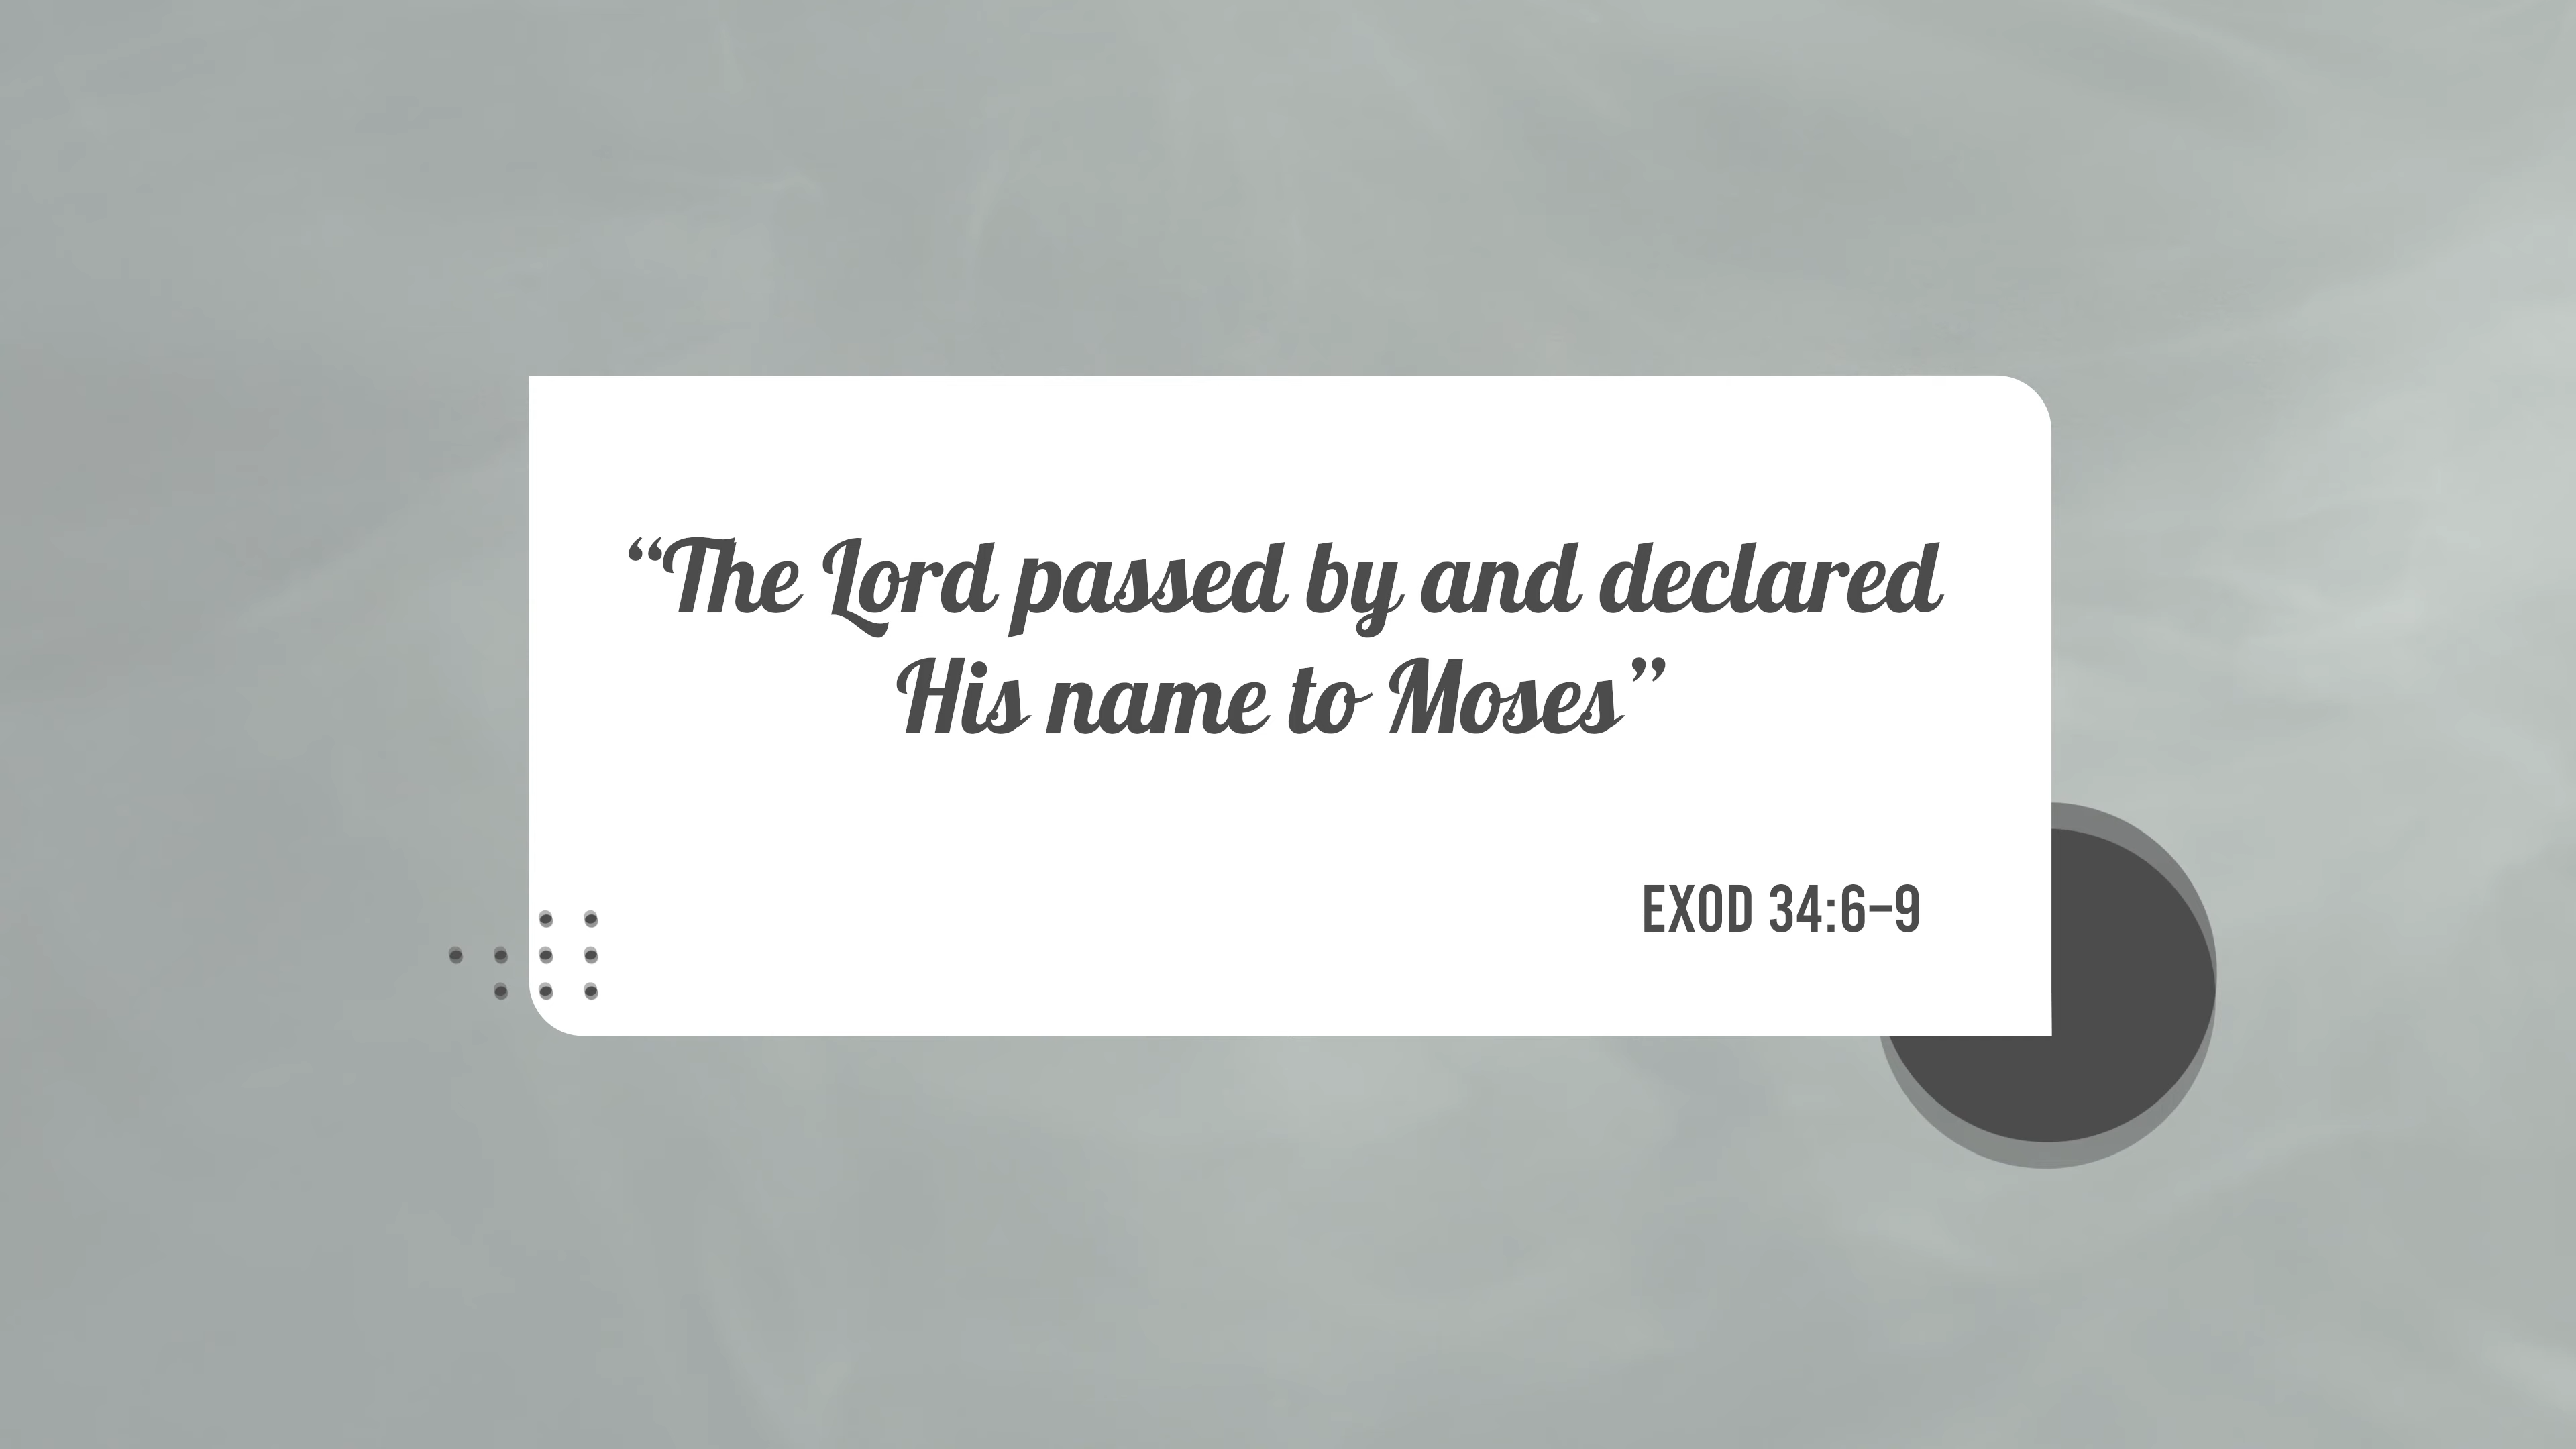 “The Lord passed by and declared
His name to Moses”
EXOD 34:6–9